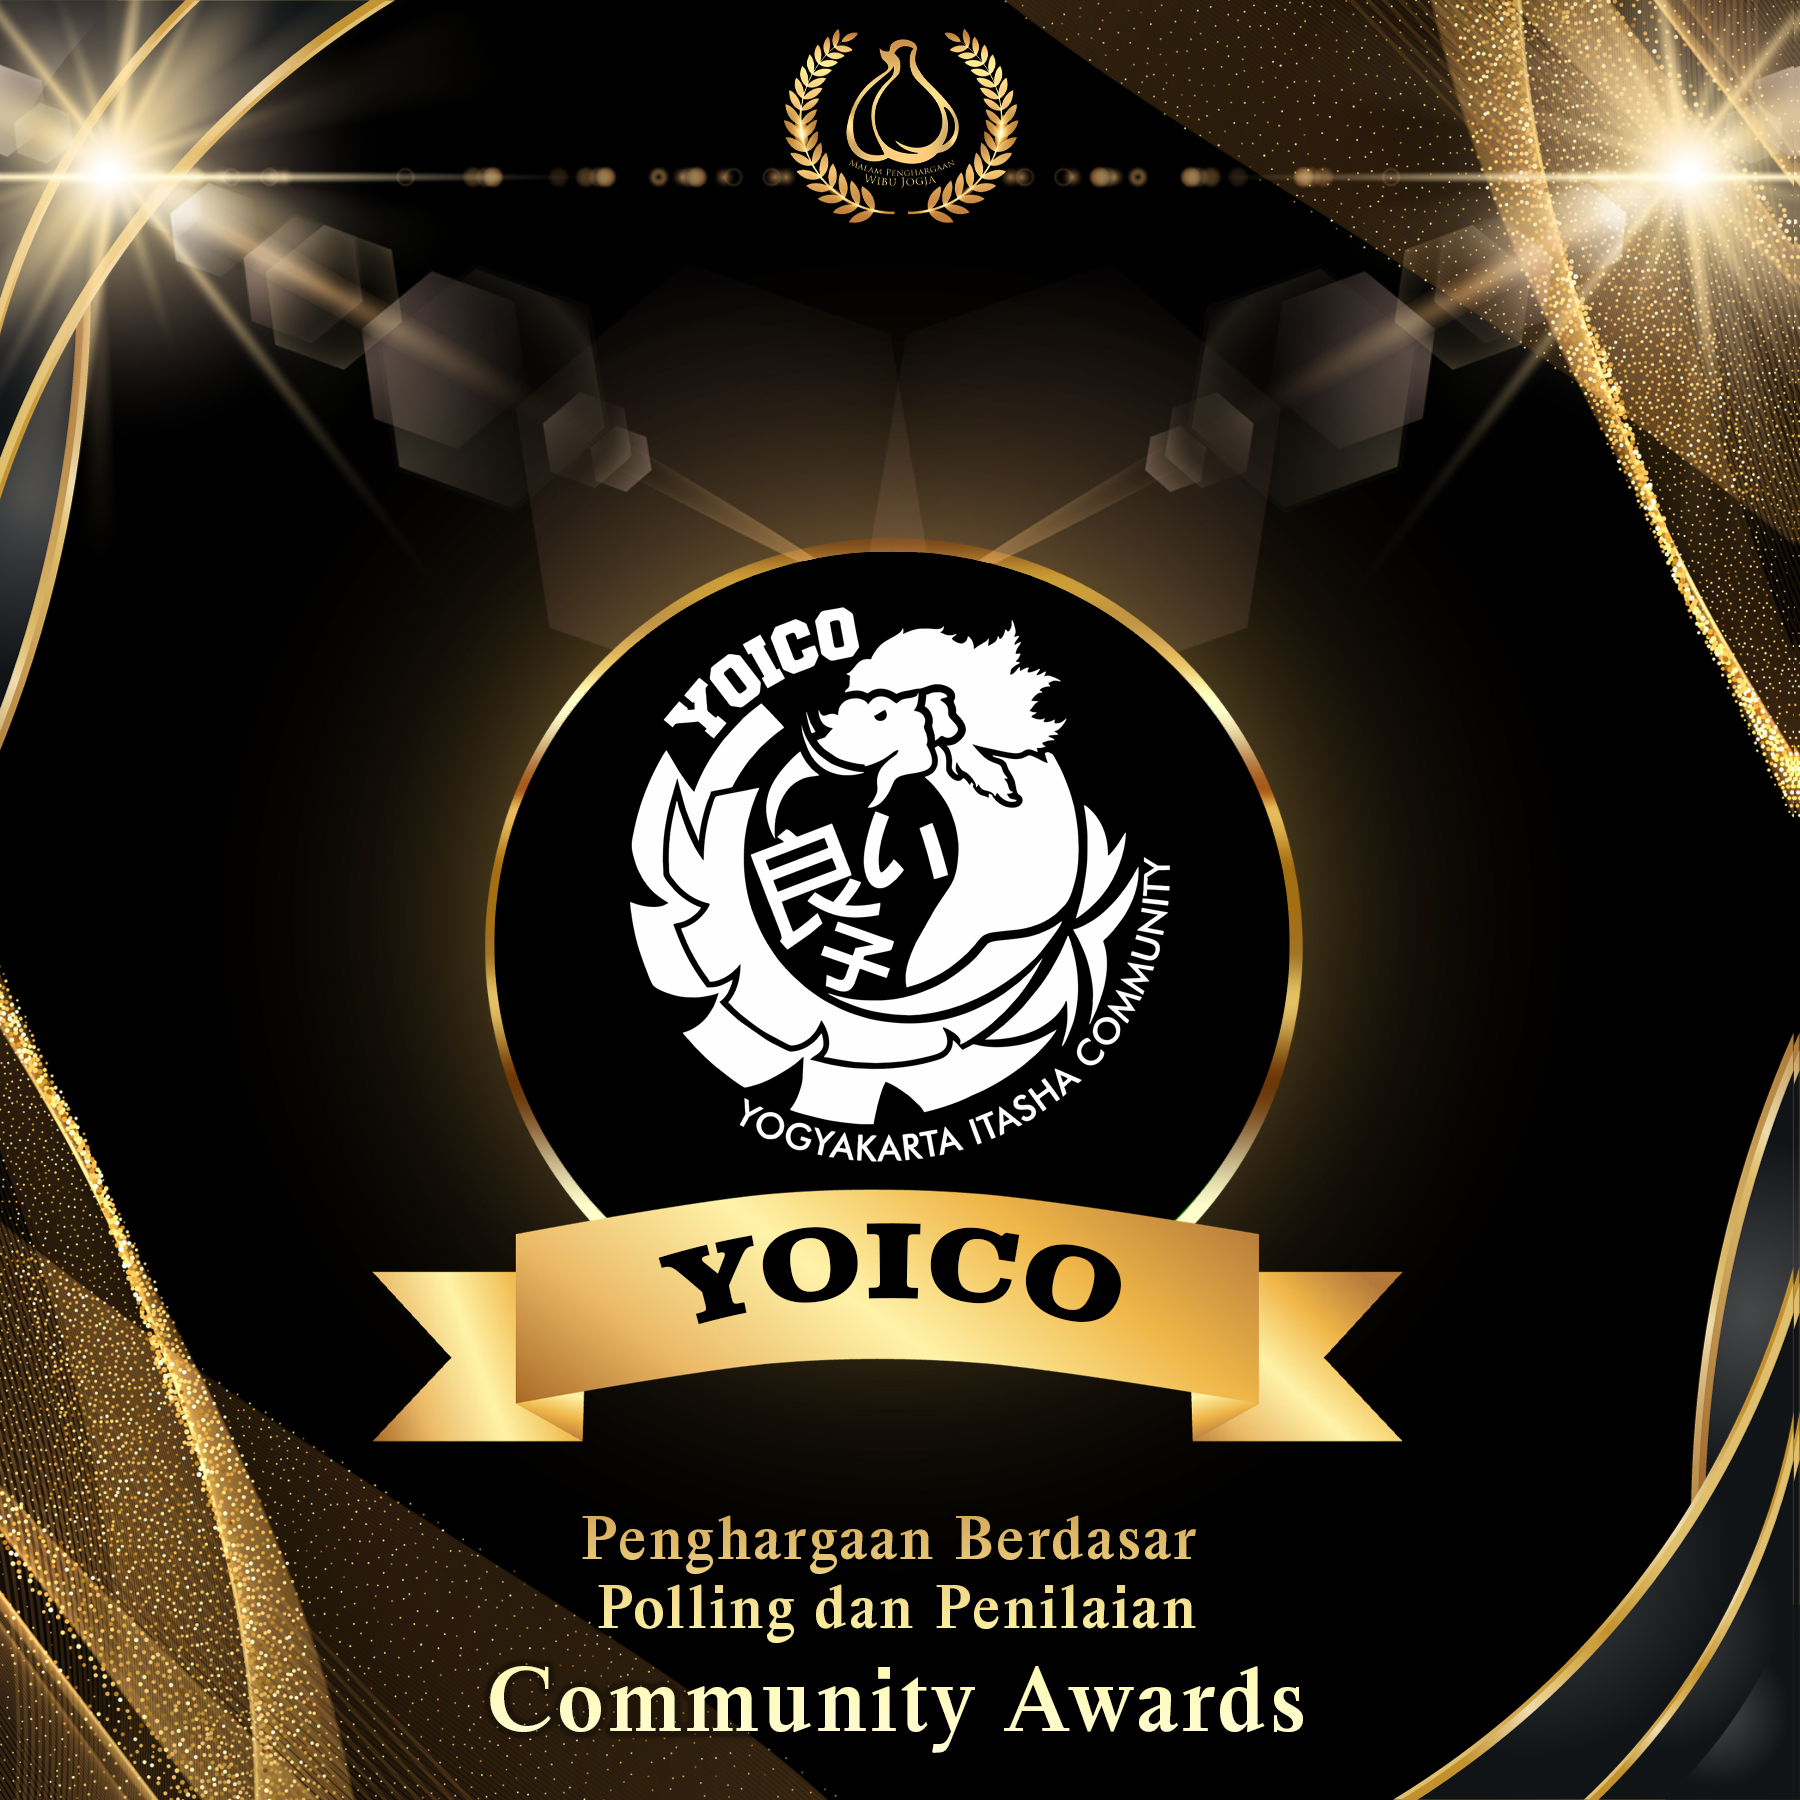 MALAM PENGHARGAAN
WIBU JOGJA
YOICO
良い子
YOGYAKARTA ITASHA COMMUNITY
YOICO
Penghargaan Berdasar
Polling dan Penilaian
Community Awards